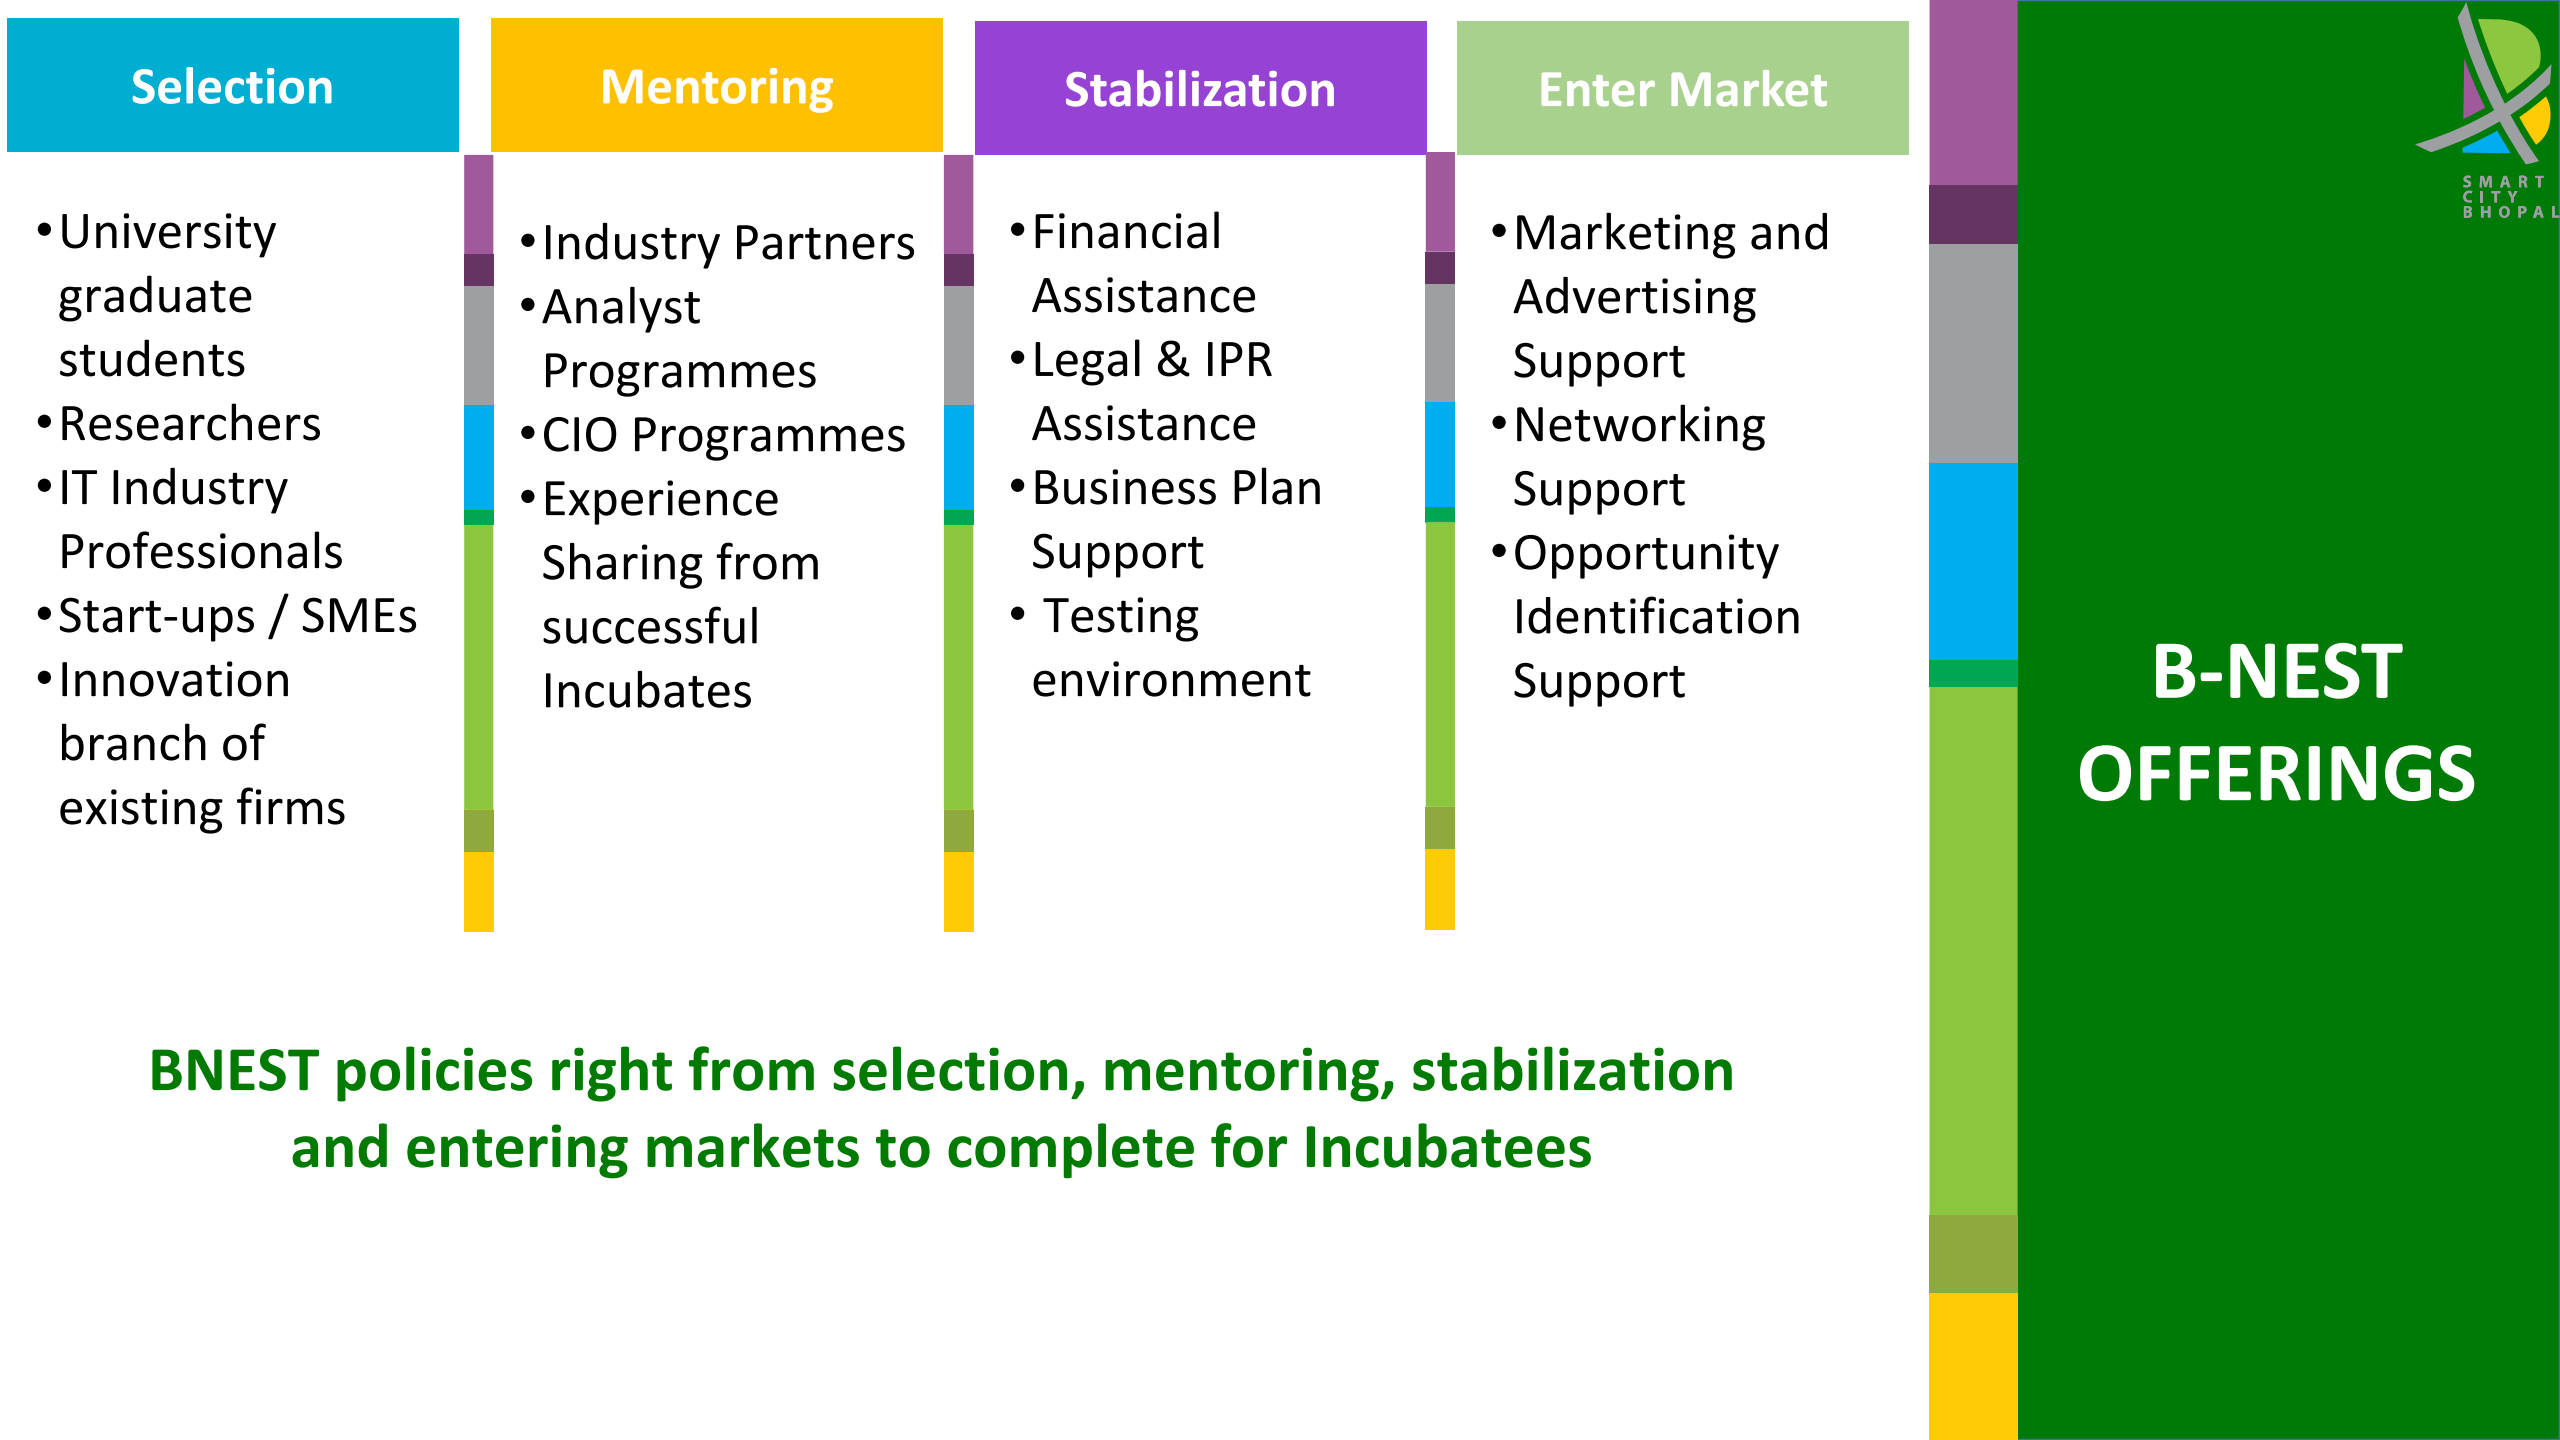 Selection
•University
graduate
students
•Researchers
•IT Industry
Professionals
•Start-ups / SMEs
•Innovation
branch of
existing firms
Mentoring
•Industry Partners
•Analyst
Programmes
•CIO Programmes
•Experience
Sharing from
successful
Incubates
Stabilization
•Financial
Assistance
•Legal & IPR
Assistance
•Business Plan
Support
• Testing
environment
Enter Market
•Marketing and
Advertising
Support
•Networking
Support
•Opportunity
Identification
Support
BNEST policies right from selection, mentoring, stabilization
and entering markets to complete for Incubatees
SMART
CITY
BHOPAL
B-NEST
OFFERINGS